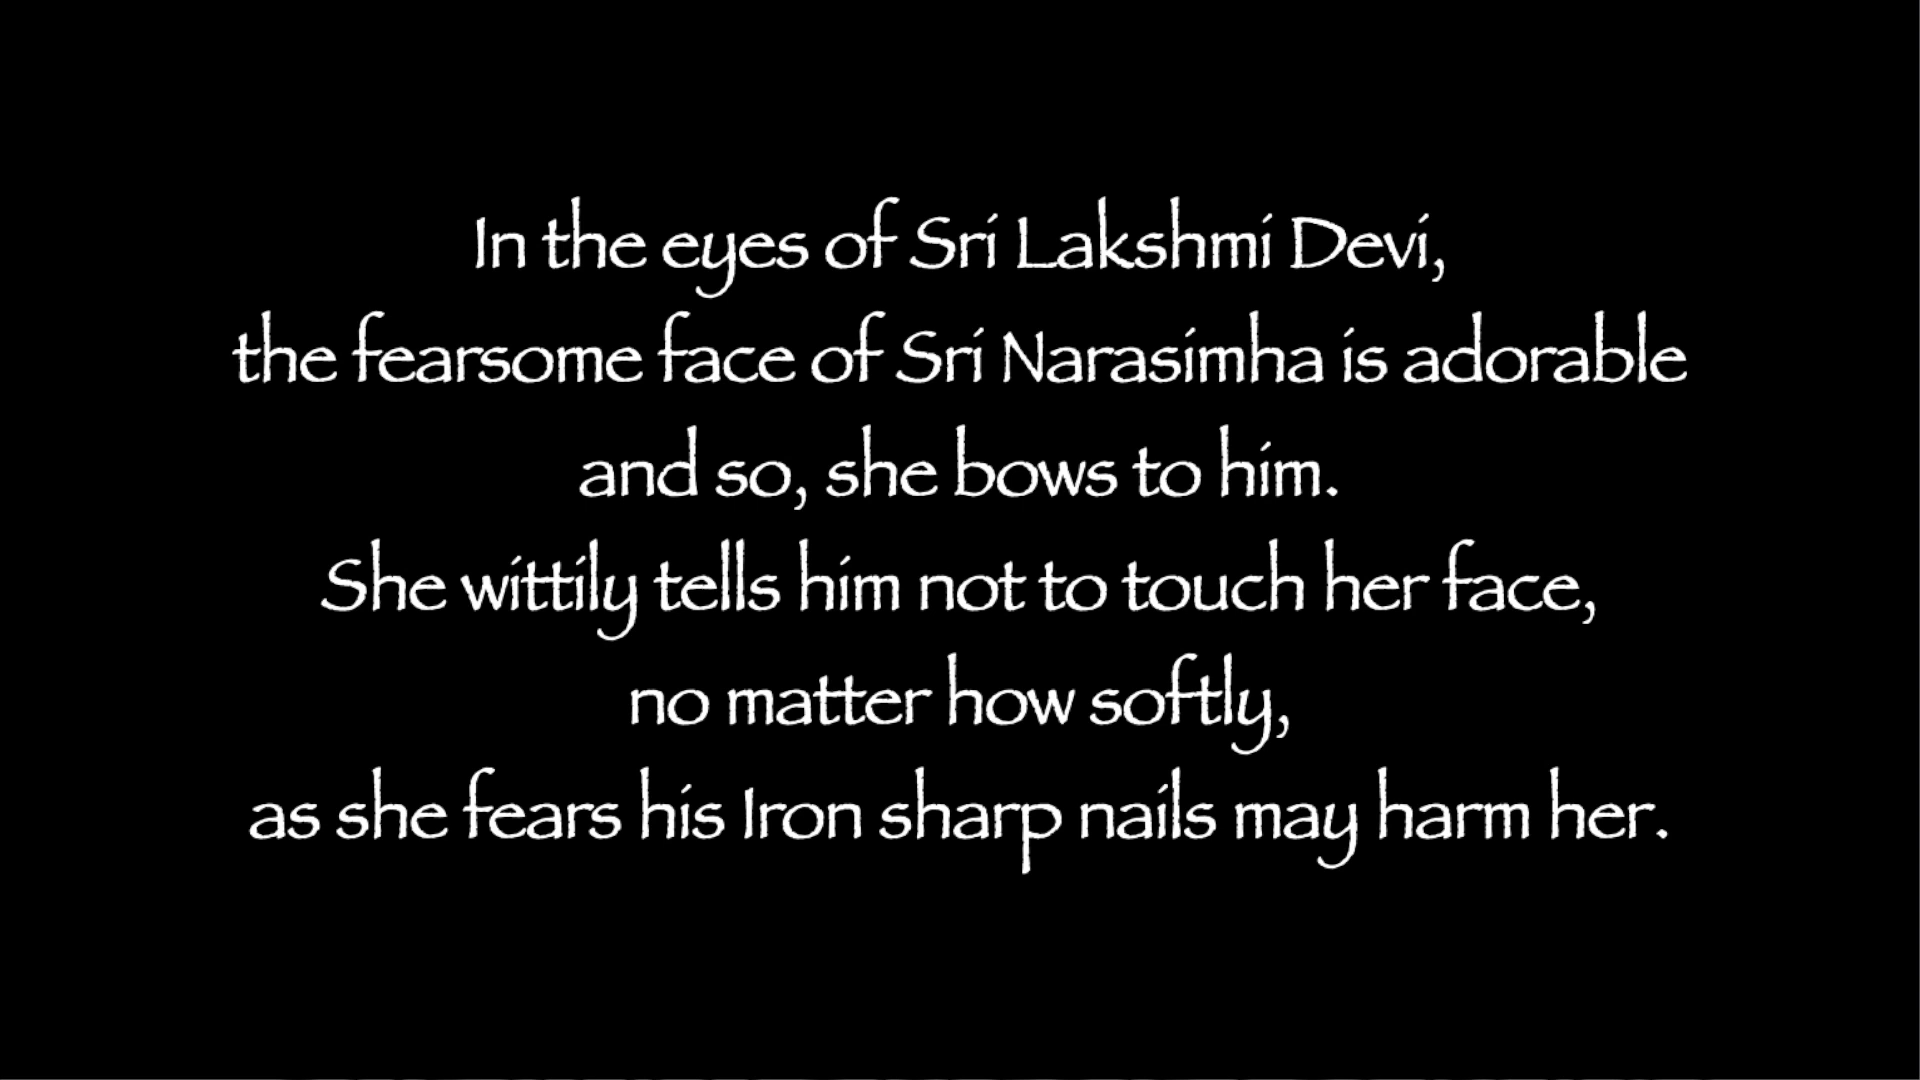 In the eyes of Sri Lakshmi Devi,
the fearsome face of Sri Narasimha is adorable
and so, she bows to him.
She wittily tells him not to touch her face,
no matter how softly,
as she fears his Iron sharp nails may harm her.